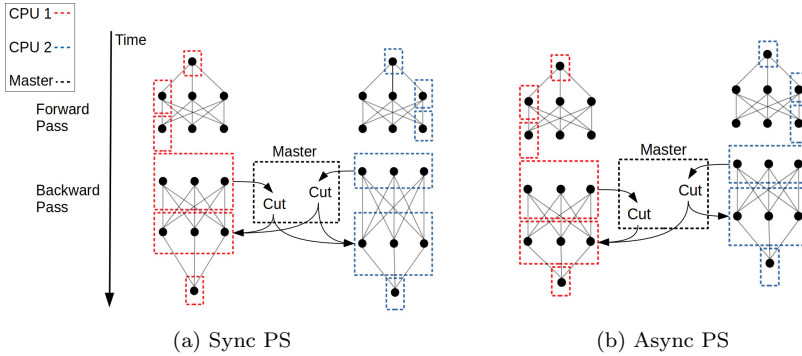 CPU 1
CPU 2
Master
Time
Forward
Pass
Backward
Pass
Master
Cut
Cut
(a) Sync PS
Master
Cut
Cut
(b) Async PS